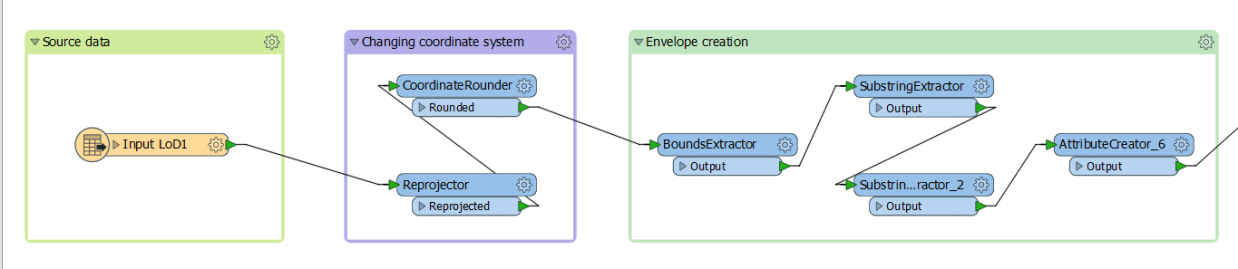 Source data
Input LoD1
Changing coordinate system
CoordinateRounder
Rounded
Reprojector
Reprojected
Envelope creation
BoundsExtractor
Output
SubstringExtractor
Output
Substrin...ractor_2
Output
AttributeCreator_6
Output